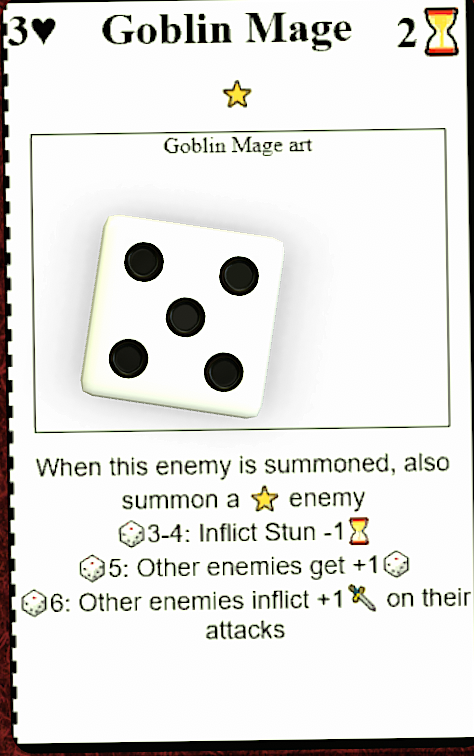 3♥ Goblin Mage 2⏳
⭐
Goblin Mage art
When this enemy is summoned, also
summon a ⭐ enemy
🎲3-4: Inflict Stun -1⏳
🎲5: Other enemies get +1🎲
🎲6: Other enemies inflict +1🗡️ on their
attacks